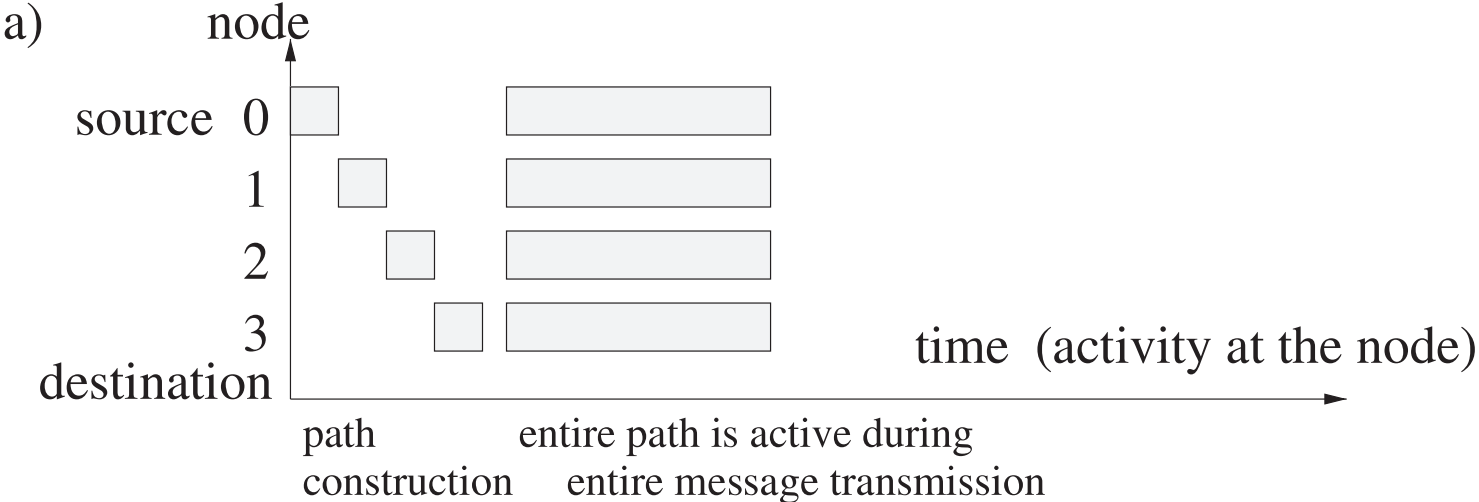 a)
node
source 0
1
2
3
destination
time (activity at the node)
path
construction
entire path is active during
entire message transmission